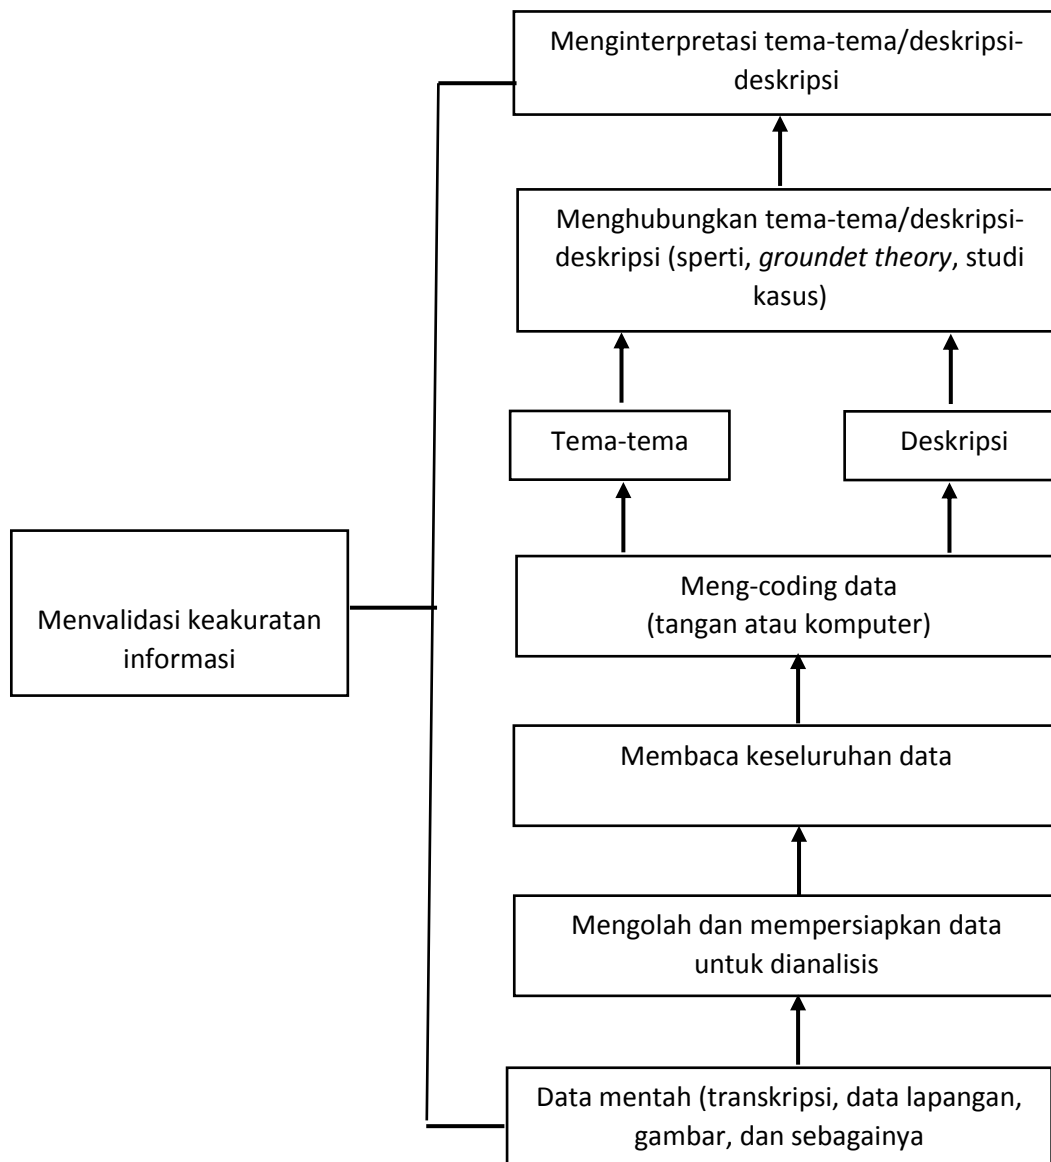 Menginterpretasi tema-tema/deskripsi-
deskripsi
Menghubungkan tema-tema/deskripsi-
deskripsi (sperti, groundet theory, studi
kasus)
Tema-tema
Deskripsi
Meng-coding data
(tangan atau komputer)
Menvalidasi keakuratan
informasi
Membaca keseluruhan data
Mengolah dan mempersiapkan data
untuk dianalisis
Data mentah (transkripsi, data lapangan,
gambar, dan sebagainya